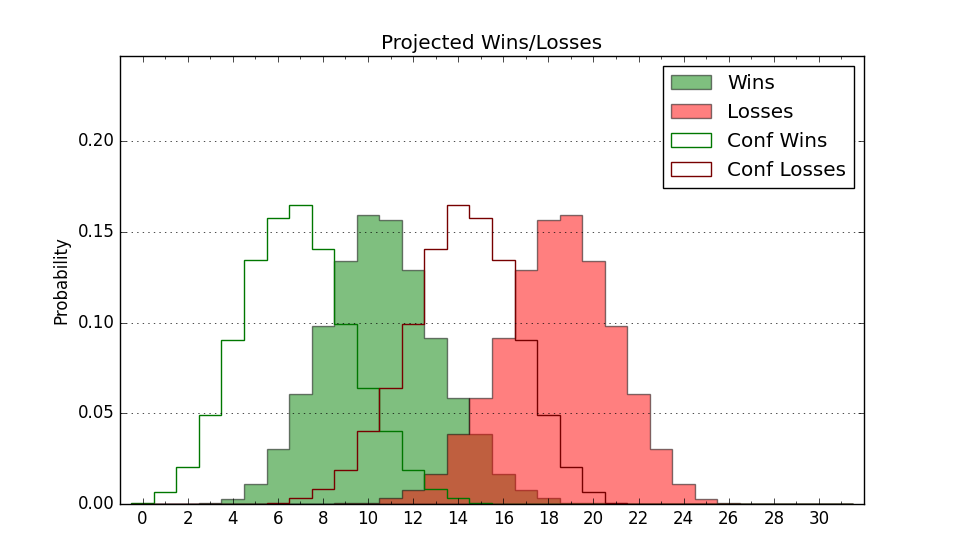 Projected Wins/Losses
Wins
Losses
Conf Wins
Conf Losses
Probability
0.20
0.15
0.10
0.05
0.00
0 2 4 6 8 10 12 14 16 18 20 22 24 26 28 30